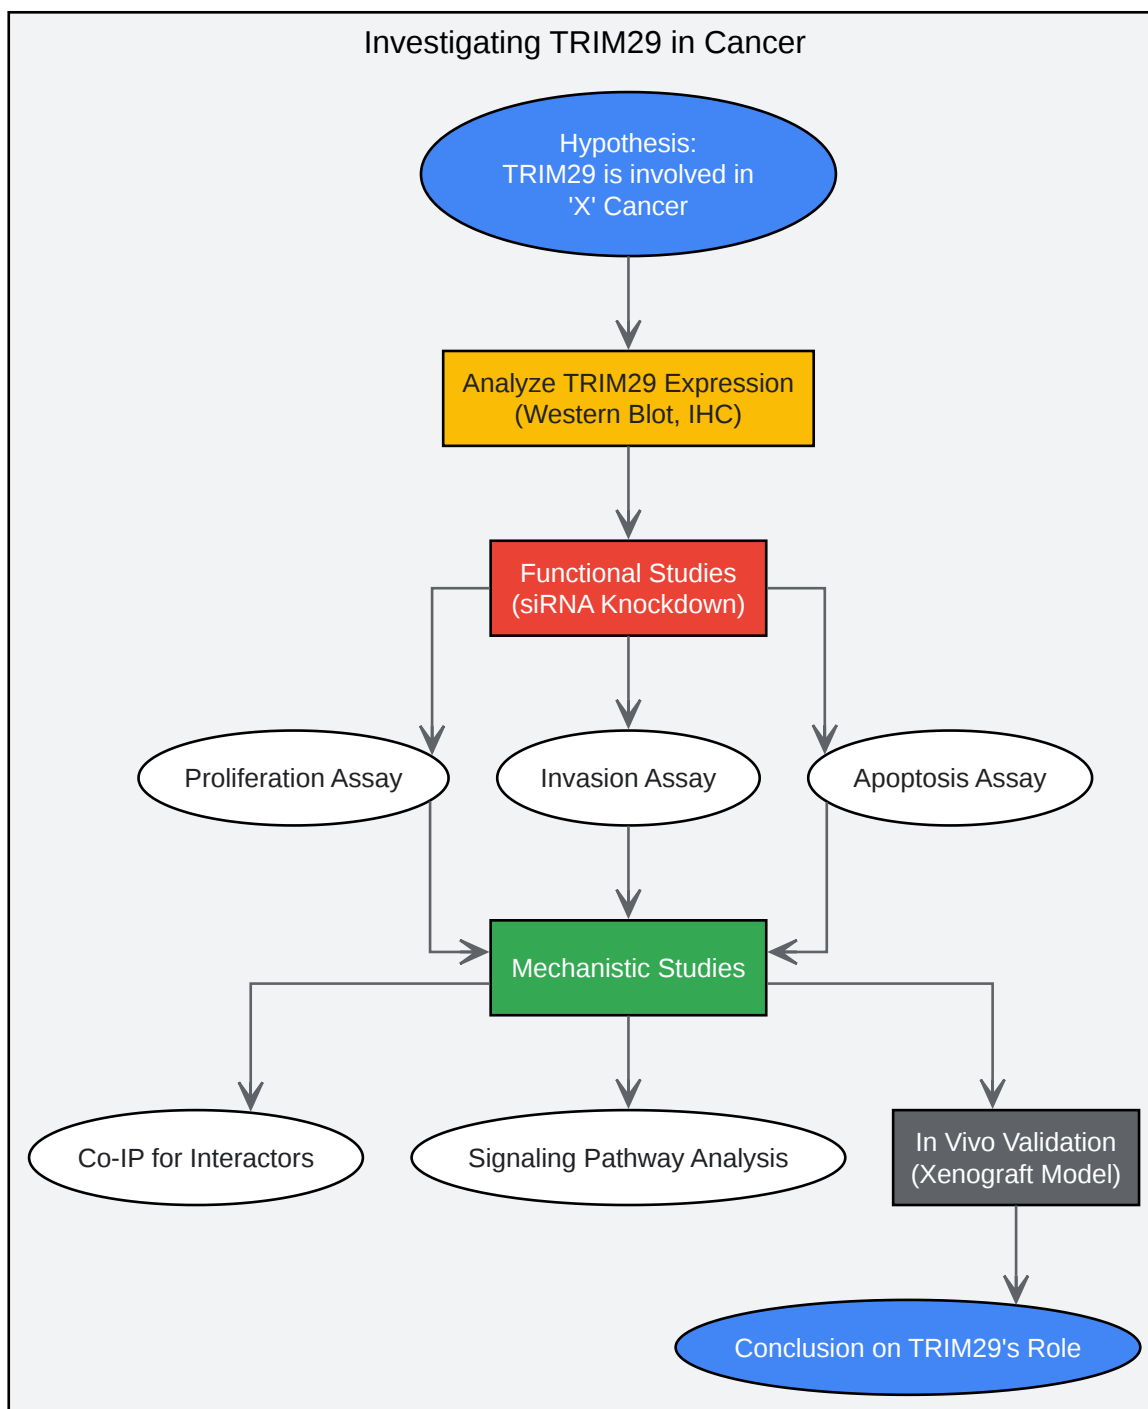 Investigating TRIM29 in Cancer
Hypothesis:
TRIM29 is involved in
'X' Cancer
Analyze TRIM29 Expression
(Western Blot, IHC)
Functional Studies
(siRNA Knockdown)
Proliferation Assay
Invasion Assay
Apoptosis Assay
Mechanistic Studies
Co-IP for Interactors
Signaling Pathway Analysis
In Vivo Validation
(Xenograft Model)
Conclusion on TRIM29's Role